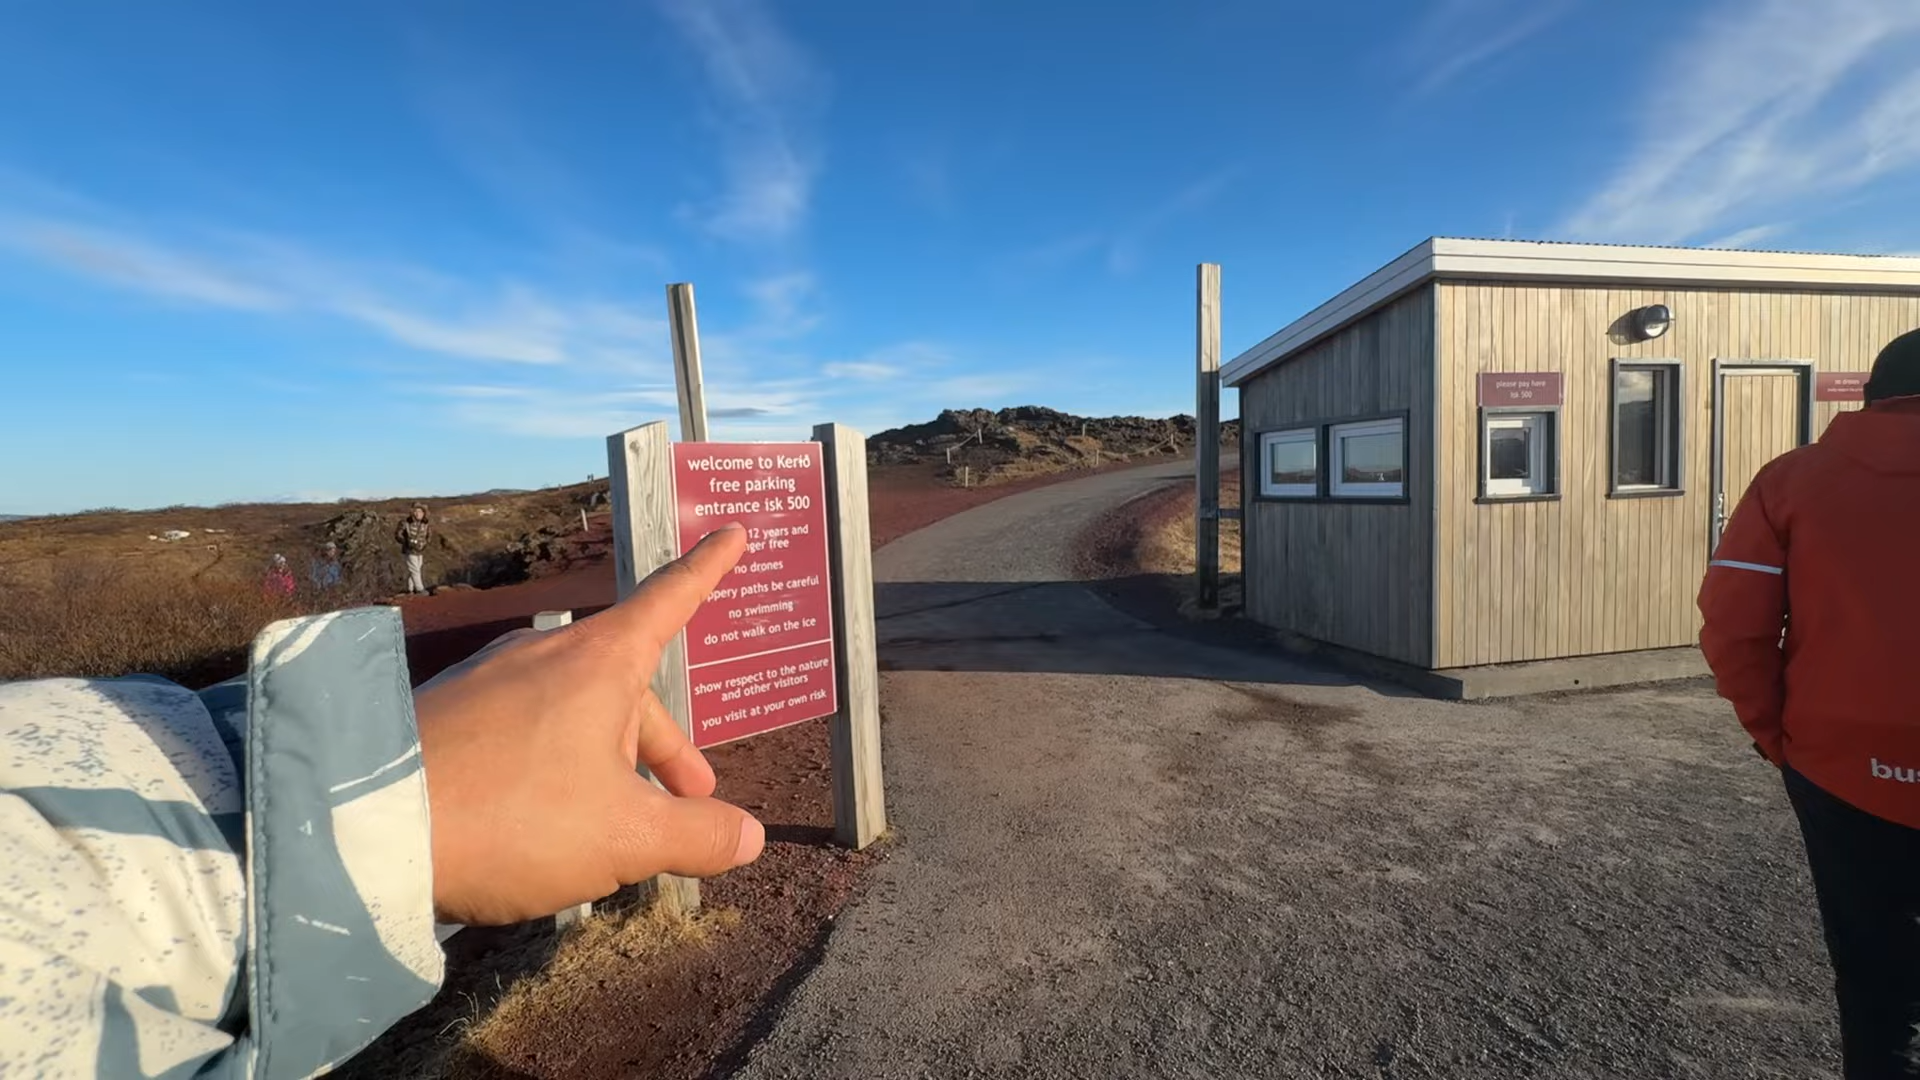 welcome to Kerið
free parking
entrance isk 500
12 years and
free
no drones
paths be careful
no swimming
do not walk on the ice
show respect to the nature
and other visitors
you visit at your own risk
please pay here
isk 500
no drones
bus